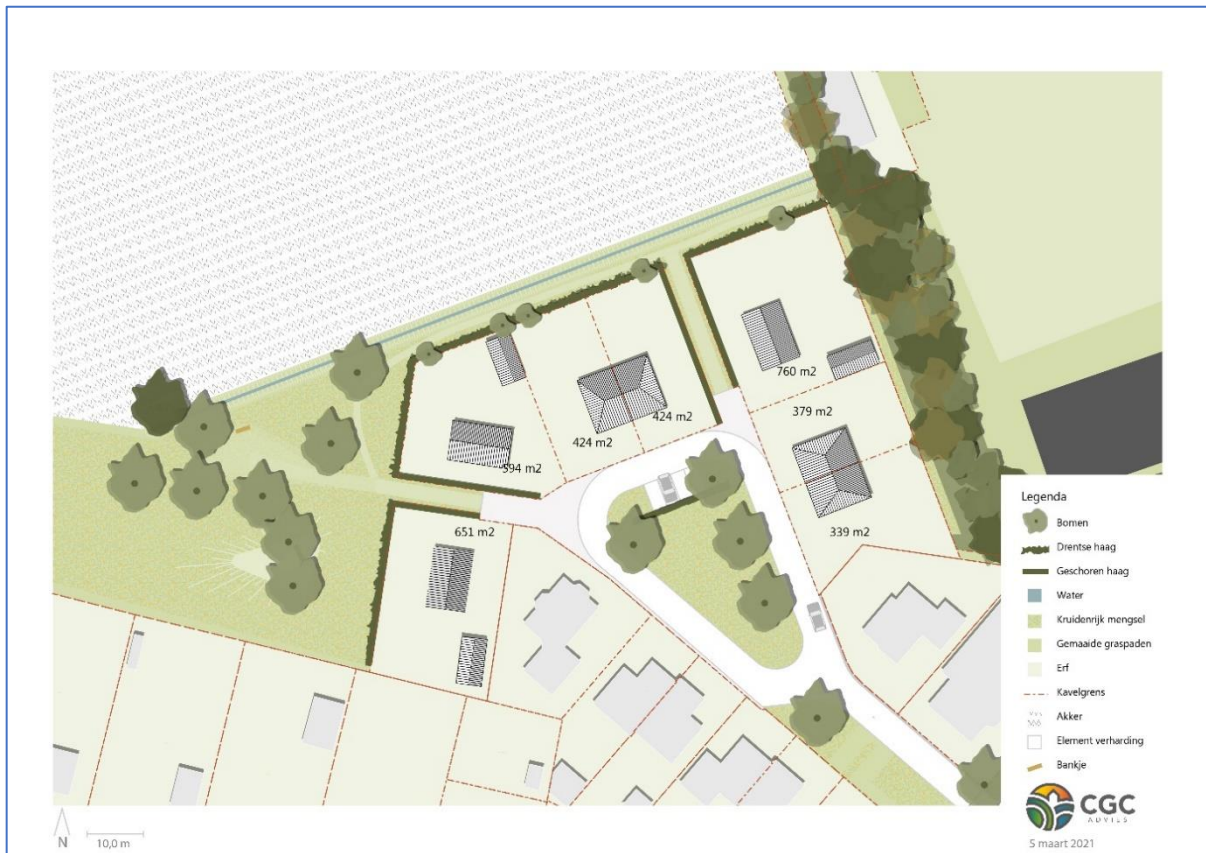 760 m2
379 m2
424 m2
424 m2
594 m2
651 m2
339 m2
Legenda
Bomen
Drentse haag
Geschoren haag
Water
Kruidenrijk mengsel
Gemaaide graspaden
Erf
Kavelgrens
Akker
Element verharding
Bankje
CGC
ADVIES
5 maart 2021
N
10,0 m